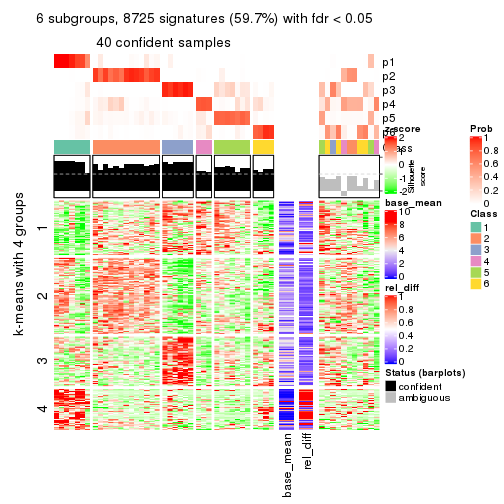 6 subgroups, 8725 signatures (59.7%) with fdr < 0.05
40 confident samples
p1
p2
p3
p4
p5
p6
Class
Silhouette
score
k-means with 4 groups
1
2
3
4
base_mean
rel_diff
z-score
2
1
0
-1
-2
base_mean
10
8
6
4
2
0
rel_diff
1
0.8
0.6
0.4
0.2
0
Status (barplots)
confident
ambiguous
Prob
1
0.8
0.6
0.4
0.2
0
Class
1
2
3
4
5
6